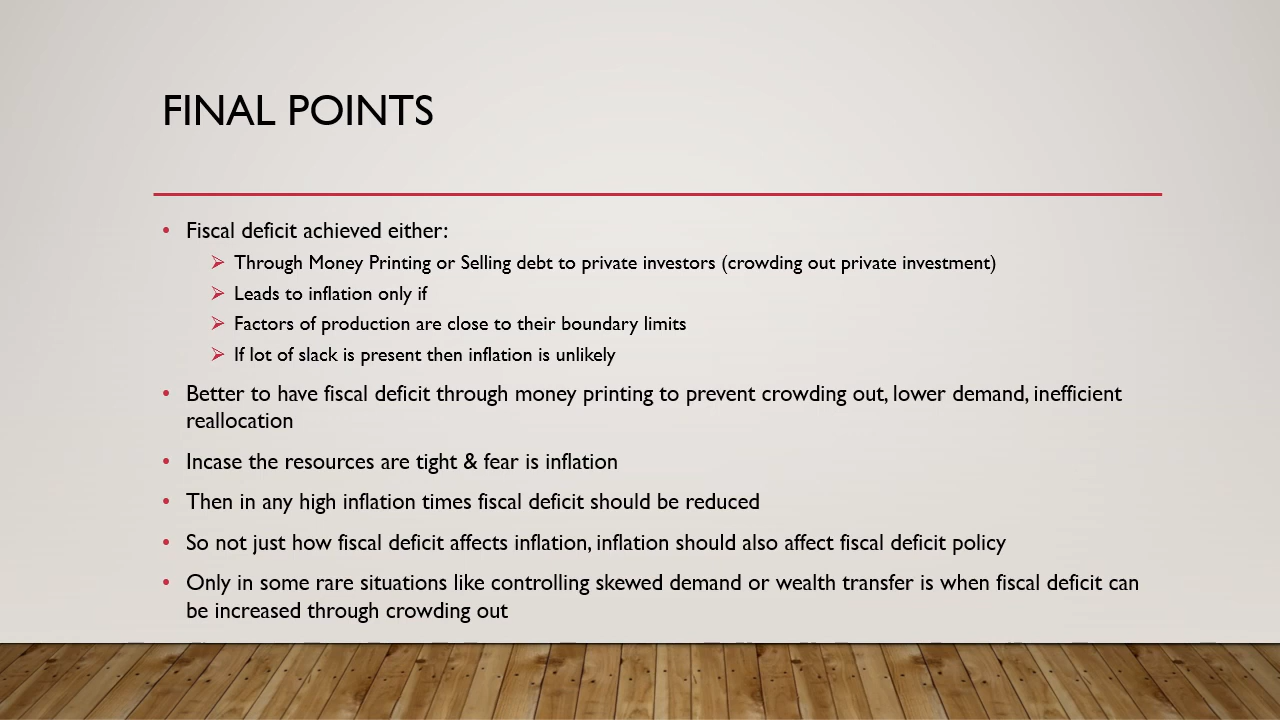 FINAL POINTS
• Fiscal deficit achieved either:
➢ Through Money Printing or Selling debt to private investors (crowding out private investment)
➢ Leads to inflation only if
➢ Factors of production are close to their boundary limits
➢ If lot of slack is present then inflation is unlikely
• Better to have fiscal deficit through money printing to prevent crowding out, lower demand, inefficient
reallocation
• Incase the resources are tight & fear is inflation
• Then in any high inflation times fiscal deficit should be reduced
• So not just how fiscal deficit affects inflation, inflation should also affect fiscal deficit policy
• Only in some rare situations like controlling skewed demand or wealth transfer is when fiscal deficit can
be increased through crowding out